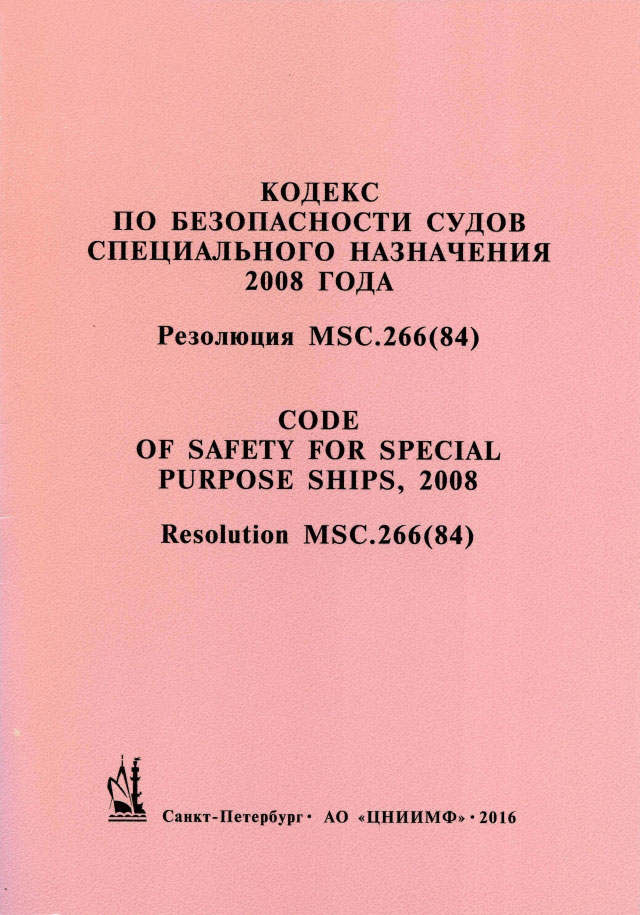 КОДЕКС
ПО БЕЗОПАСНОСТИ СУДОВ
СПЕЦИАЛЬНОГО НАЗНАЧЕНИЯ
2008 ГОДА
Резолюция MSC.266(84)
CODE
OF SAFETY FOR SPECIAL
PURPOSE SHIPS, 2008
Resolution MSC.266(84)
Санкт-Петербург · АО «ЦНИИМФ» · 2016